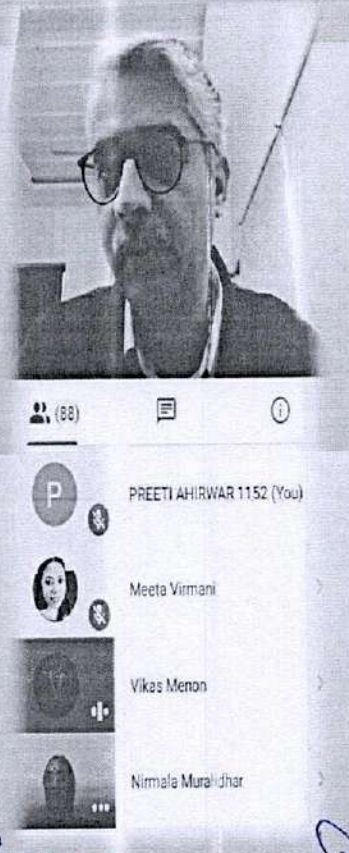 (88)
P
PREETI AHIRWAR 1152 (You)
Meeta Virmani
V
Vikas Menon
Nirmala Muralidhar